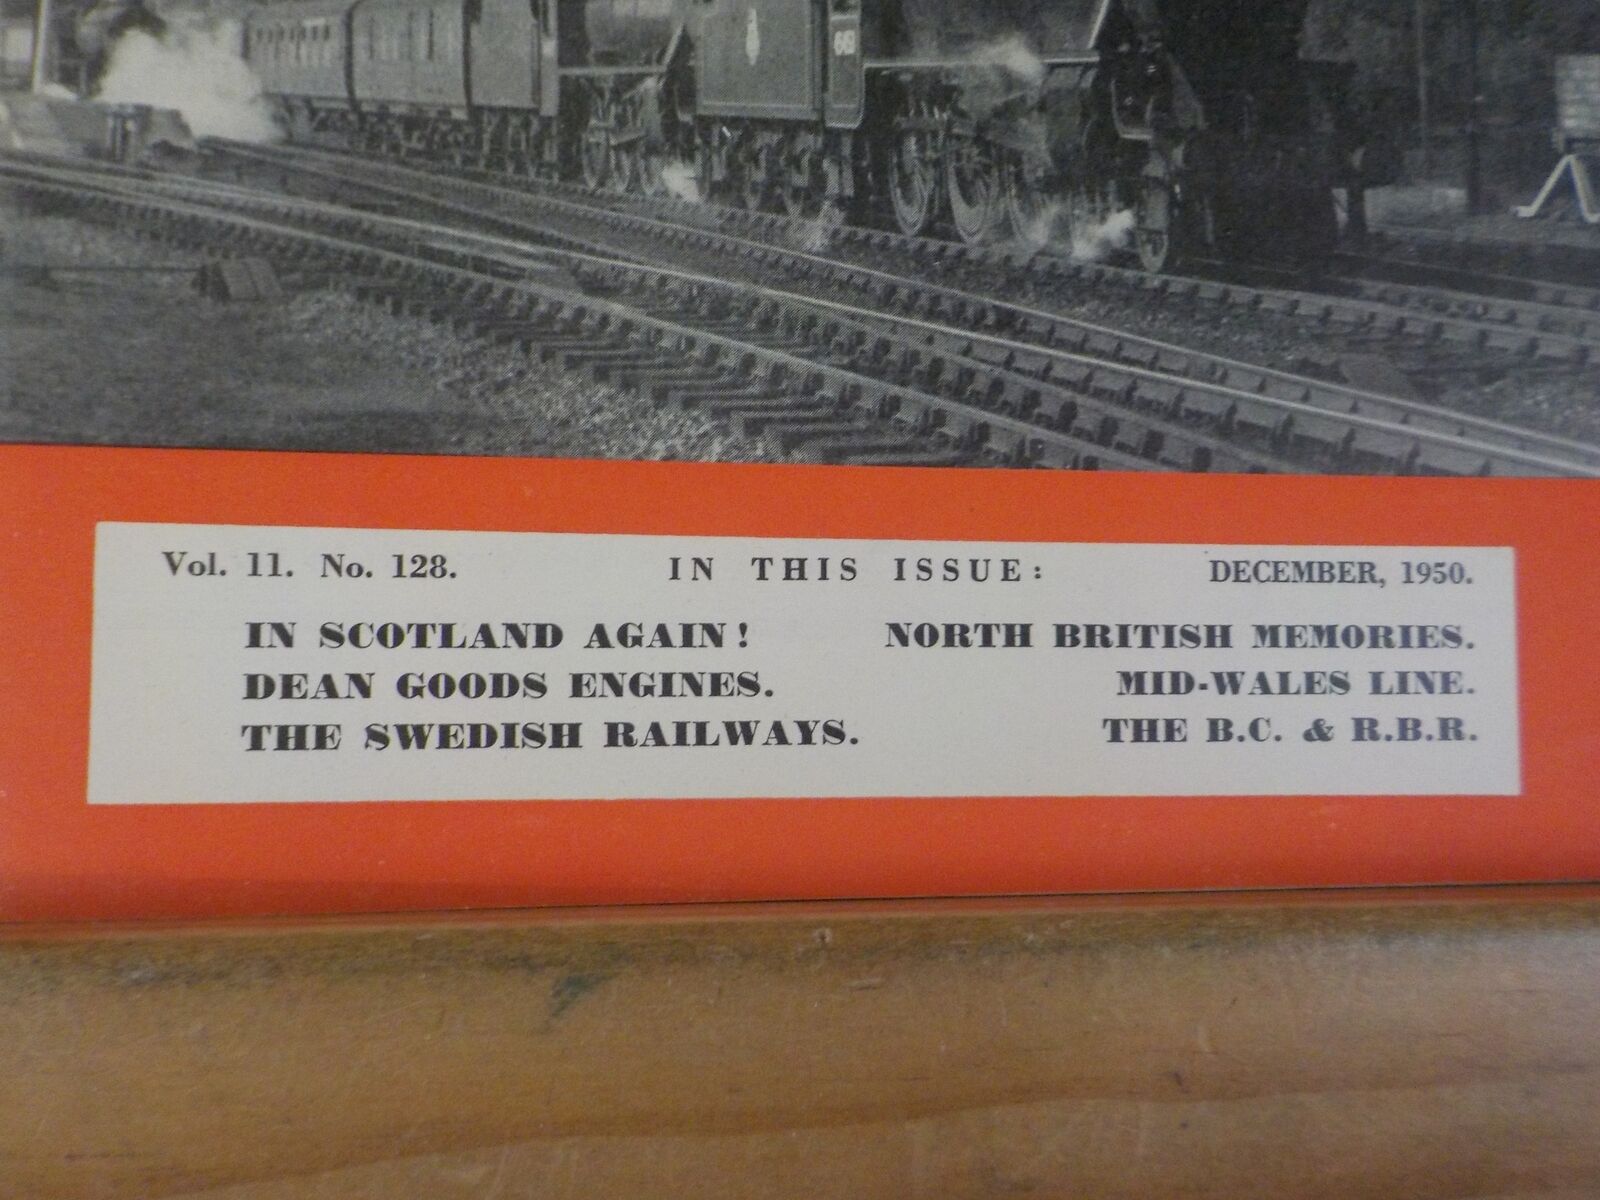 Vol. 11. No. 128. IN THIS ISSUE: DECEMBER, 1950.
IN SCOTLAND AGAIN! NORTH BRITISH MEMORIES.
DEAN GOODS ENGINES. MID-WALES LINE.
THE SWEDISH RAILWAYS. THE B.C. & R.B.R.